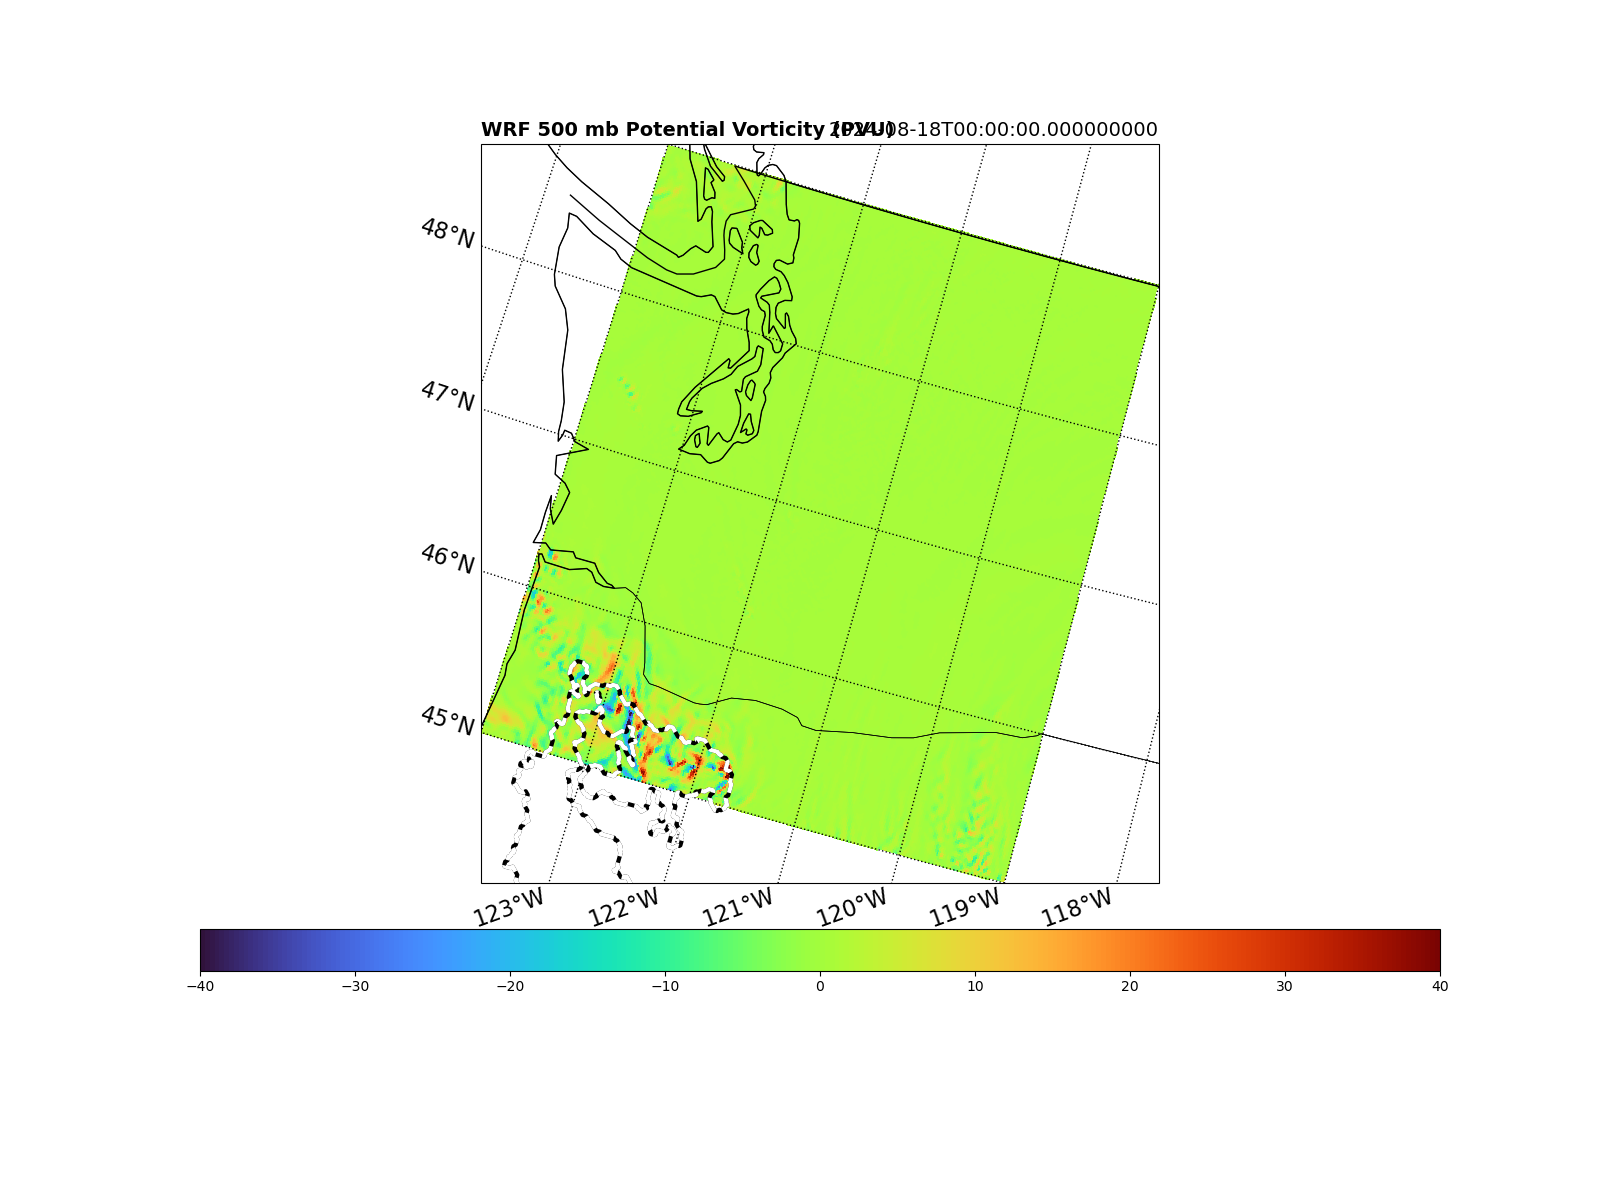 WRF 500 mb Potential Vorticity (PVU)
2024-08-18T00:00:00.000000000
48°N
47°N
46°N
45°N
123°W 122°W 121°W 120°W 119°W 118°W
−40 −30 −20 −10 0 10 20 30 40